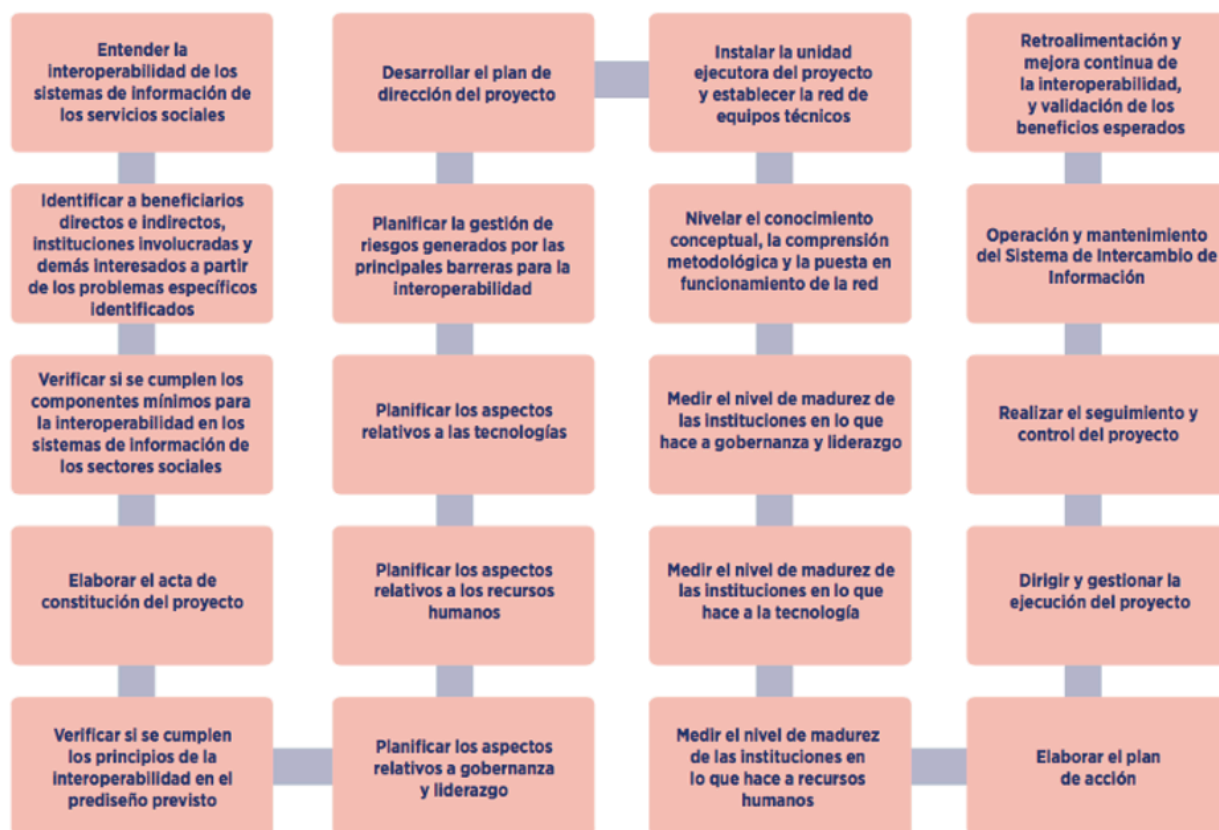 Entender la
interoperabilidad de los
sistemas de información de
los servicios sociales
Identificar a beneficiarios
directos e indirectos,
instituciones involucradas y
demás interesados a partir
de los problemas específicos
identificados
Verificar si se cumplen los
componentes mínimos para
la interoperabilidad en los
sistemas de información de
los sectores sociales
Elaborar el acta de
constitución del proyecto
Verificar si se cumplen
los principios de la
interoperabilidad en el
prediseño previsto
Planificar los aspectos
relativos a gobernanza
y liderazgo
Planificar los aspectos
relativos a los recursos
humanos
Planificar los aspectos
relativos a las tecnologías
Planificar la gestión de
riesgos generados por las
principales barreras para la
interoperabilidad
Desarrollar el plan de
dirección del proyecto
Instalar la unidad
ejecutora del proyecto
y establecer la red de
equipos técnicos
Nivelar el conocimiento
conceptual, la comprensión
metodológica y la puesta en
funcionamiento de la red
Medir el nivel de madurez de
las instituciones en lo que
hace a gobernanza y liderazgo
Medir el nivel de madurez de
las instituciones en lo que
hace a la tecnología
Medir el nivel de madurez
de las instituciones en
lo que hace a recursos
humanos
Elaborar el plan
de acción
Dirigir y gestionar la
ejecución del proyecto
Realizar el seguimiento y
control del proyecto
Operación y mantenimiento
del Sistema de Intercambio de
Información
Retroalimentación y
mejora continua de
la interoperabilidad,
y validación de los
beneficios esperados